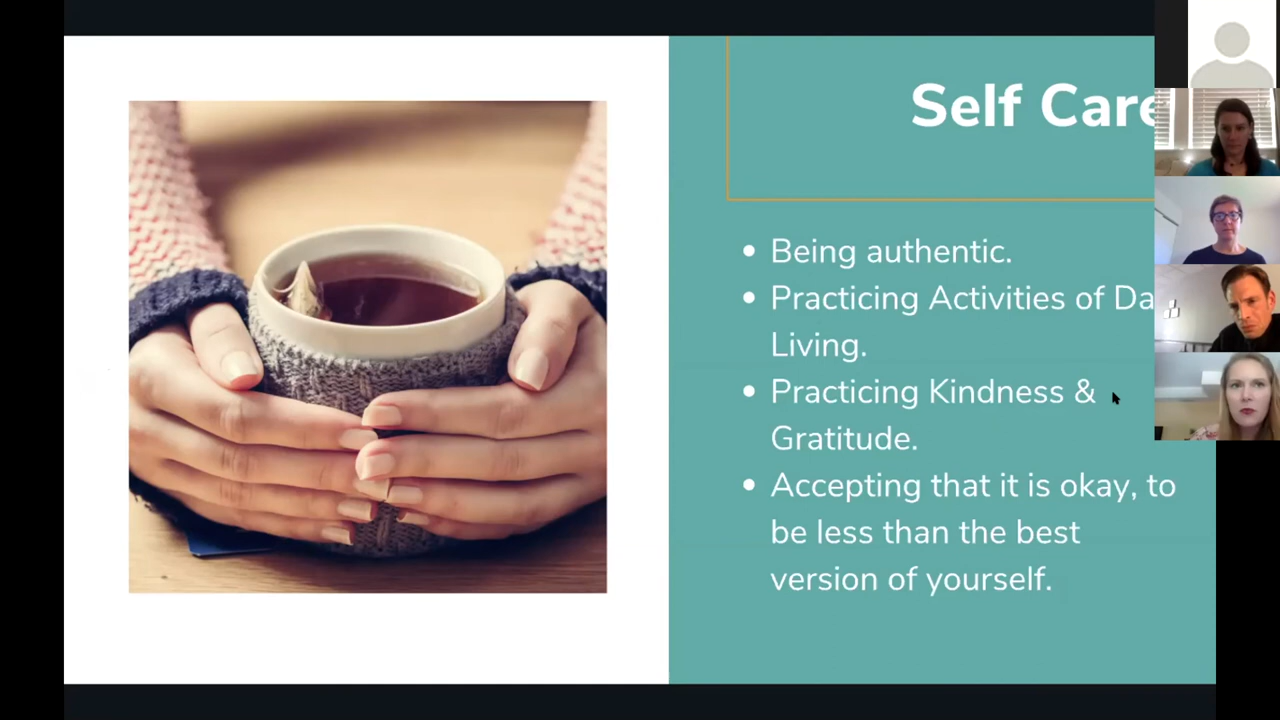 Self Care
• Being authentic.
• Practicing Activities of Da
Living.
• Practicing Kindness &
Gratitude.
• Accepting that it is okay, to
be less than the best
version of yourself.